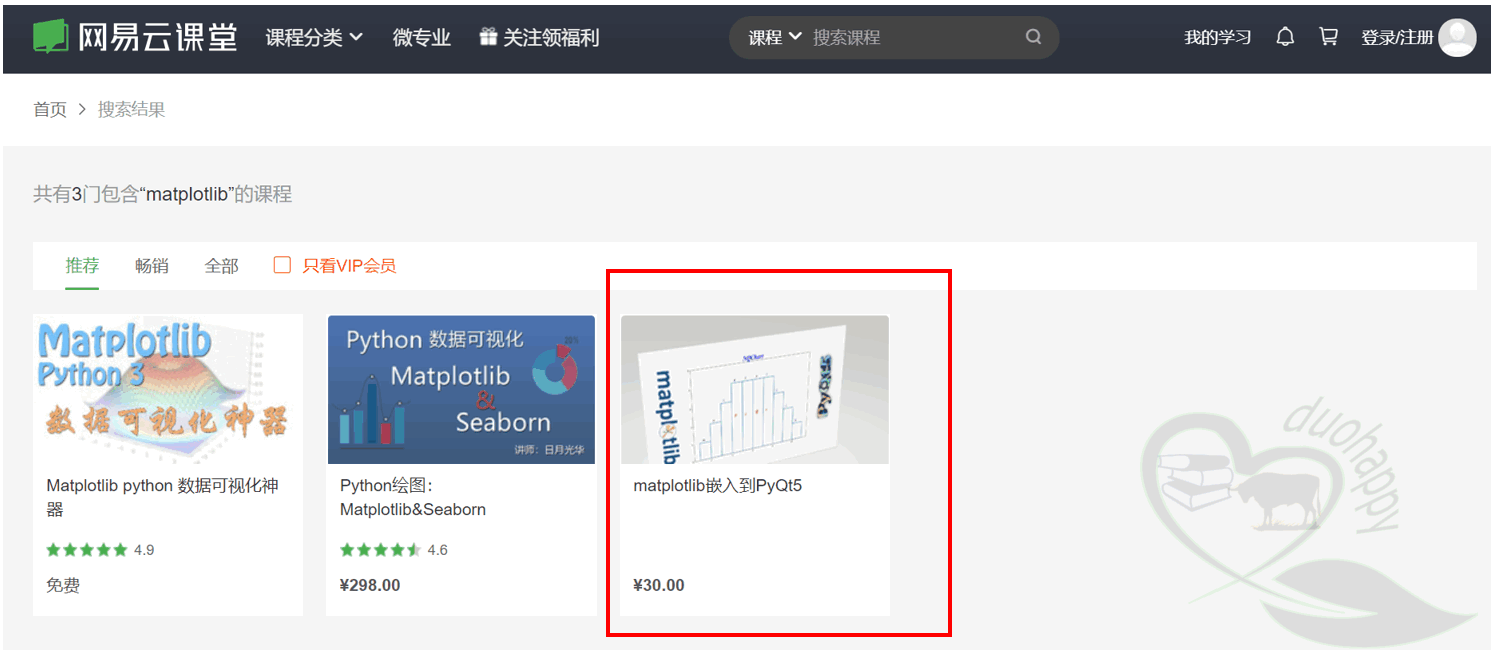 网易云课堂 课程分类 微专业 关注领福利 课程 搜索课程 我的学习 登录/注册
首页 > 搜索结果
共有3门包含“matplotlib”的课程
推荐 畅销 全部 只看VIP会员
Matplotlib
Python 3
数据可视化神器
Matplotlib python 数据可视化神
器
4.9
免费
Python 数据可视化
Matplotlib
&
Seaborn
讲师：日月光华
Python绘图：
Matplotlib&Seaborn
4.6
¥298.00
matplotlib
matplotlib嵌入到PyQt5
¥30.00
duohappy